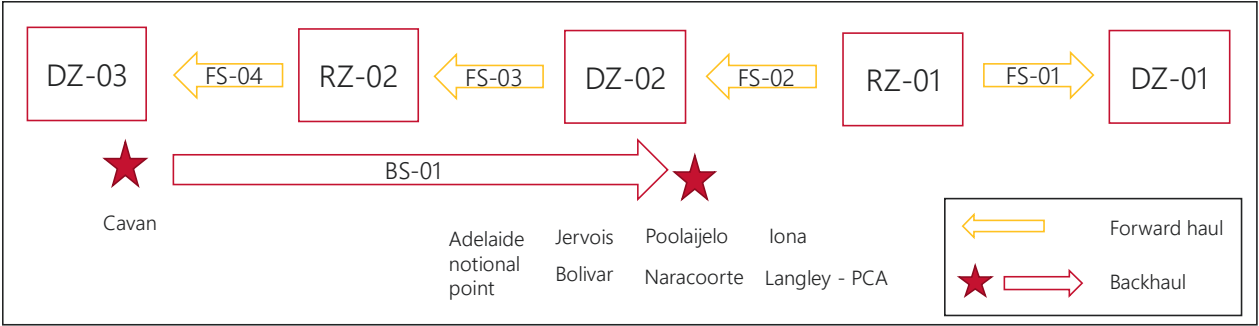 DZ-03 FS-04 RZ-02 FS-03 DZ-02 FS-02 RZ-01 FS-01 DZ-01
BS-01
Cavan
Adelaide
notional
point
Jervois
Bolivar
Poolaijelo
Naracoorte
Iona
Langley - PCA
Forward haul
Backhaul